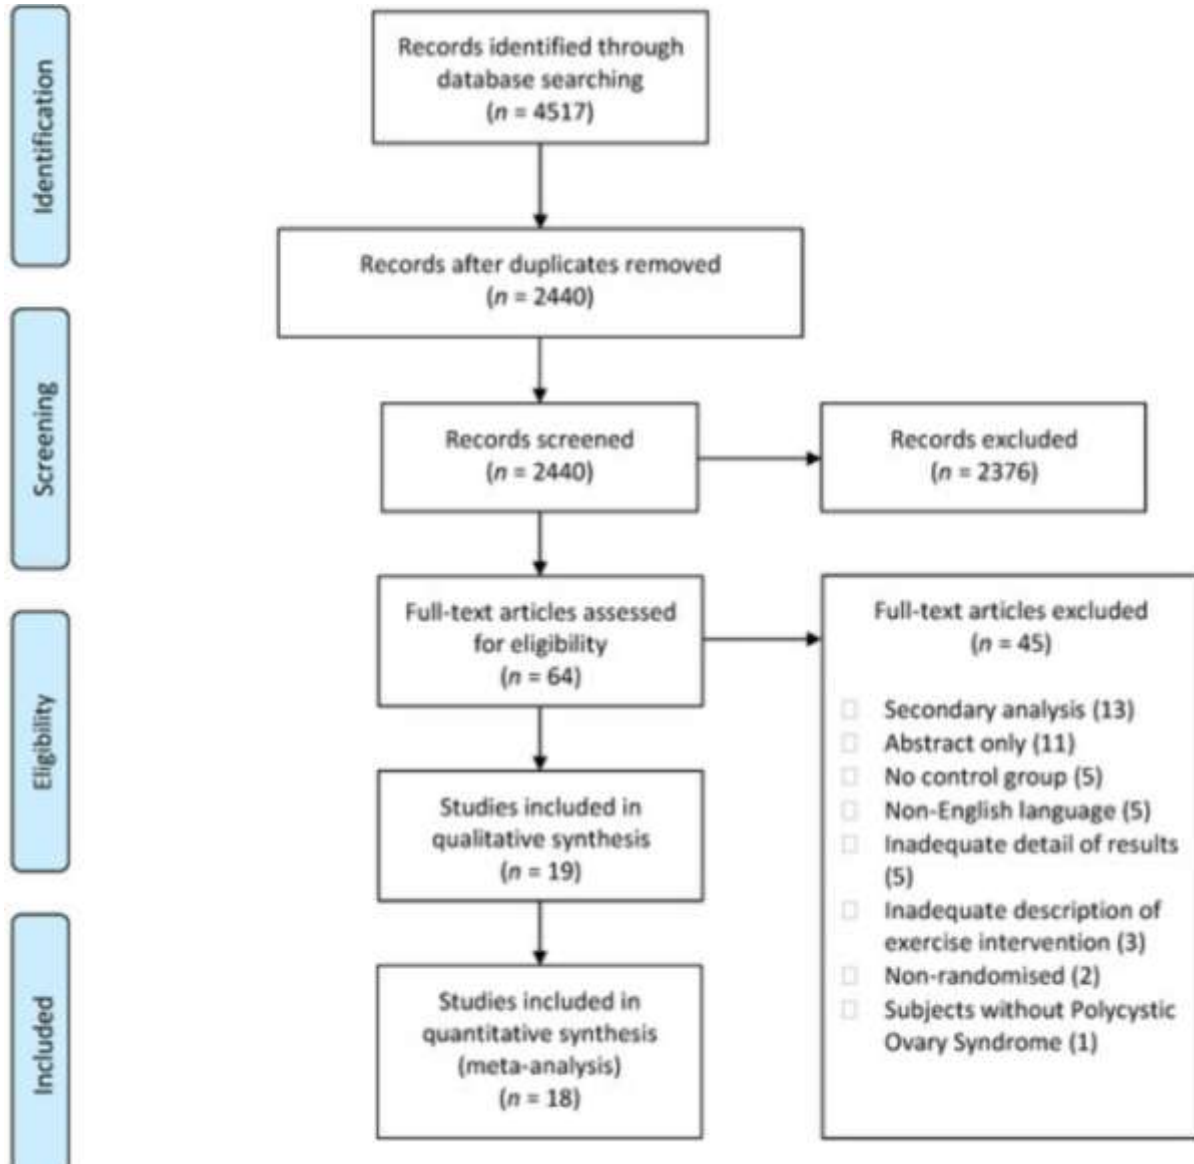 Identification
Records identified through
database searching
(n = 4517)
Records after duplicates removed
(n = 2440)
Screening
Records screened
(n = 2440)
Records excluded
(n = 2376)
Eligibility
Full-text articles assessed
for eligibility
(n = 64)
Full-text articles excluded
(n = 45)
Secondary analysis (13)
Abstract only (11)
No control group (5)
Non-English language (5)
Inadequate detail of results
(5)
Inadequate description of
exercise intervention (3)
Non-randomised (2)
Subjects without Polycystic
Ovary Syndrome (1)
Studies included in
qualitative synthesis
(n = 19)
Included
Studies included in
quantitative synthesis
(meta-analysis)
(n = 18)